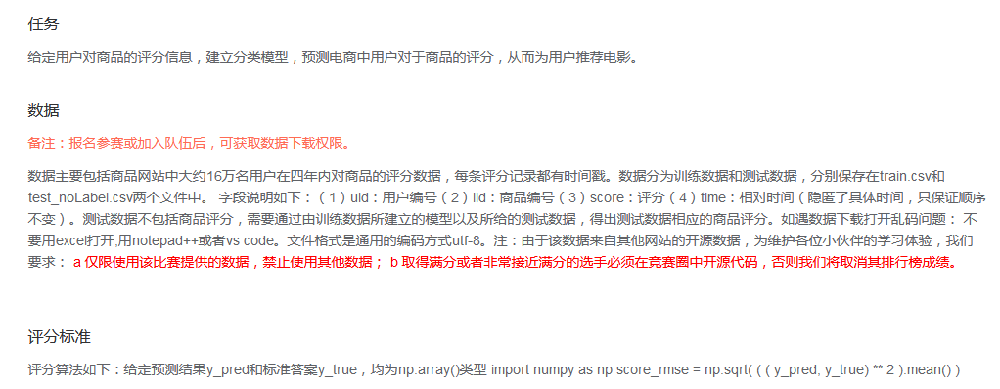 任务
给定用户对商品的评分信息，建立分类模型，预测电商中用户对于商品的评分，从而为用户推荐电影。
数据
备注：报名参赛或加入队伍后，可获取数据下载权限。
数据主要包括商品网站中大约16万名用户在四年内对商品的评分数据，每条评分记录都有时间戳。数据分为训练数据和测试数据，分别保存在train.csv和
test_noLabel.csv两个文件中。 字段说明如下：（1）uid：用户编号（2）iid：商品编号（3）score：评分（4）time：相对时间（隐匿了具体时间，只保证顺序
不变）。测试数据不包括商品评分，需要通过由训练数据所建立的模型以及所给的测试数据，得出测试数据相应的商品评分。如遇数据下载打开乱码问题： 不
要用excel打开,用notepad++或者vs code。文件格式是通用的编码方式utf-8。注：由于该数据来自其他网站的开源数据，为维护各位小伙伴的学习体验，我们
要求： a 仅限使用该比赛提供的数据，禁止使用其他数据； b 取得满分或者非常接近满分的选手必须在竞赛圈中开源代码，否则我们将取消其排行榜成绩。
评分标准
评分算法如下：给定预测结果y_pred和标准答案y_true，均为np.array()类型 import numpy as np score_rmse = np.sqrt( ( ( y_pred, y_true) ** 2 ).mean() )